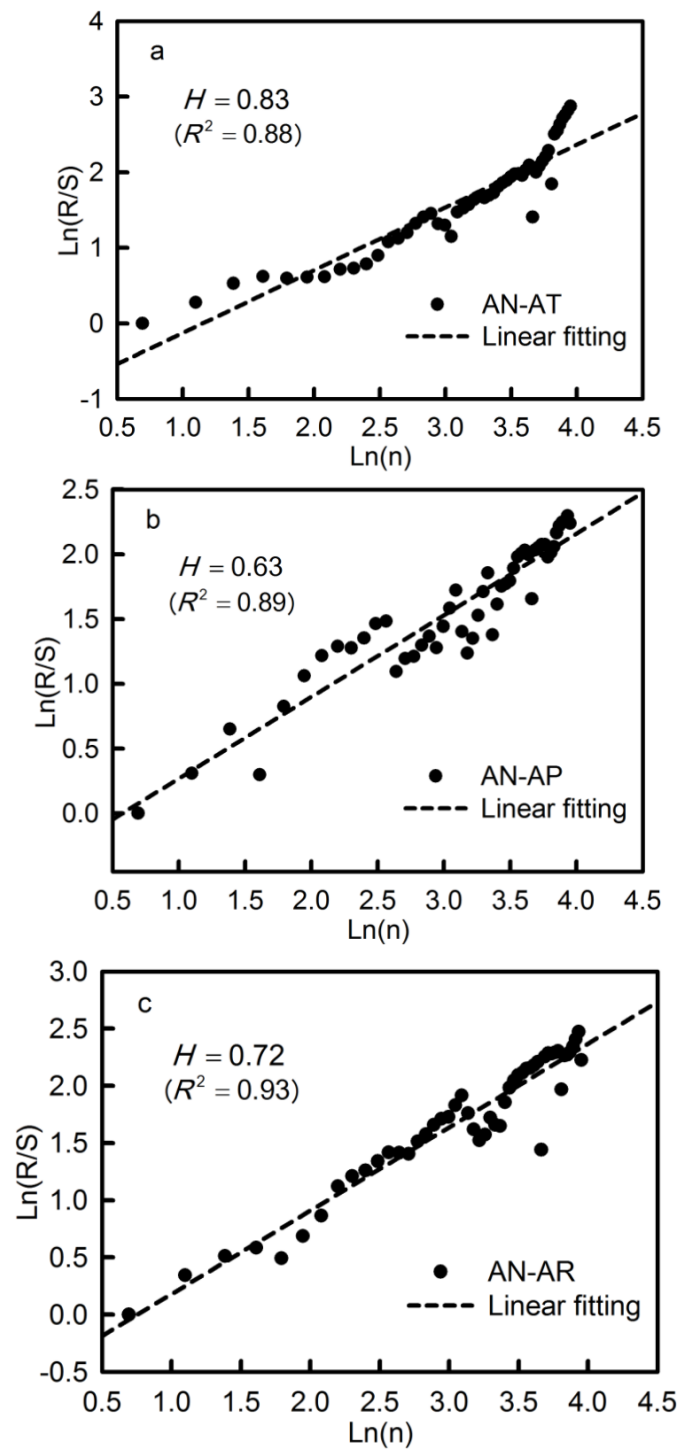 a
H = 0.83
(R² = 0.88)
Ln(R/S)
4
3
2
1
0
-1
AN-AT
Linear fitting
0.5 1.0 1.5 2.0 2.5 3.0 3.5 4.0 4.5
Ln(n)
b
H = 0.63
(R² = 0.89)
Ln(R/S)
2.5
2.0
1.5
1.0
0.5
0.0
AN-AP
Linear fitting
0.5 1.0 1.5 2.0 2.5 3.0 3.5 4.0 4.5
Ln(n)
c
H = 0.72
(R² = 0.93)
Ln(R/S)
3.0
2.5
2.0
1.5
1.0
0.5
0.0
-0.5
AN-AR
Linear fitting
0.5 1.0 1.5 2.0 2.5 3.0 3.5 4.0 4.5
Ln(n)